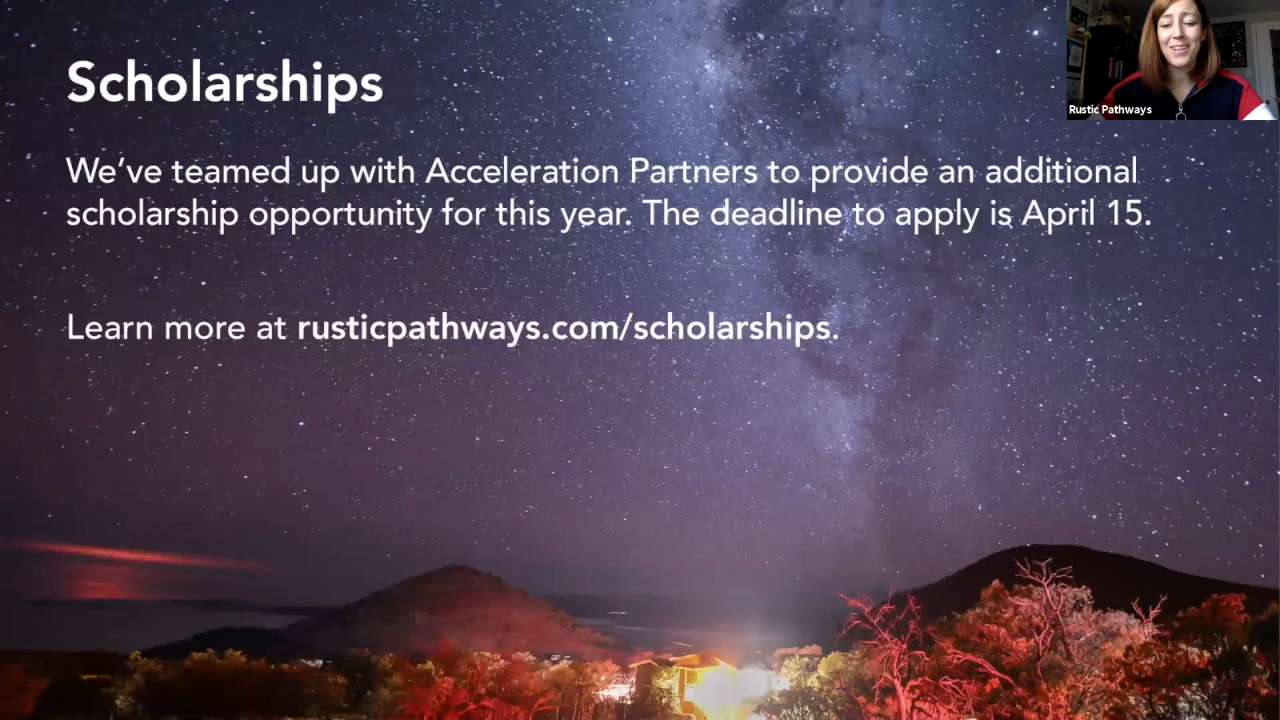 Scholarships
Rustic Pathways
We’ve teamed up with Acceleration Partners to provide an additional
scholarship opportunity for this year. The deadline to apply is April 15.
Learn more at rusticpathways.com/scholarships.